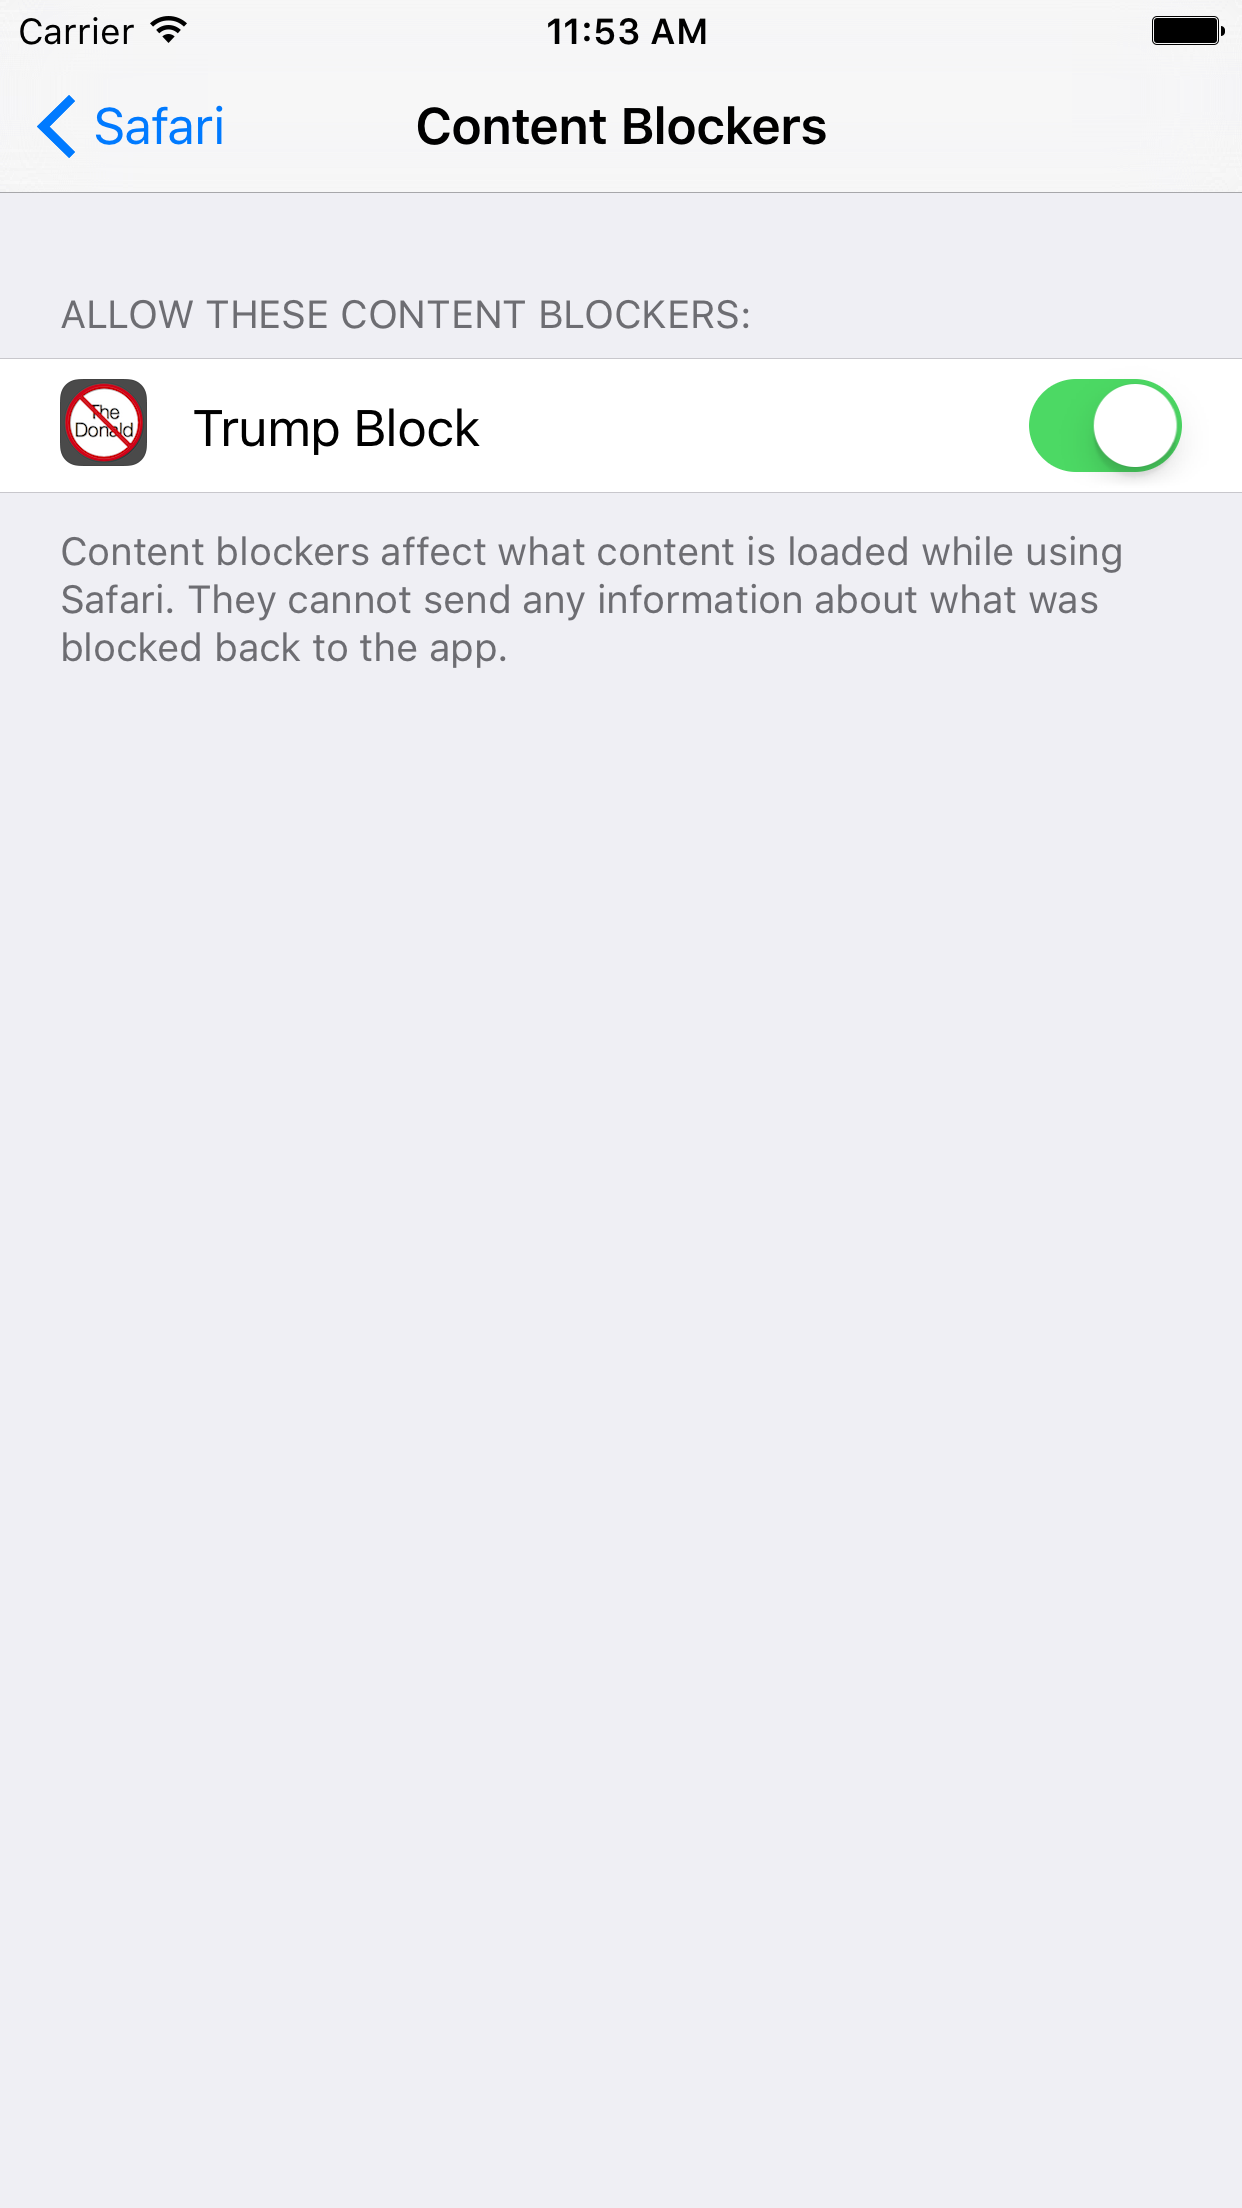 Carrier 11:53 AM
Safari Content Blockers
ALLOW THESE CONTENT BLOCKERS:
The
Donald
Trump Block
Content blockers affect what content is loaded while using
Safari. They cannot send any information about what was
blocked back to the app.